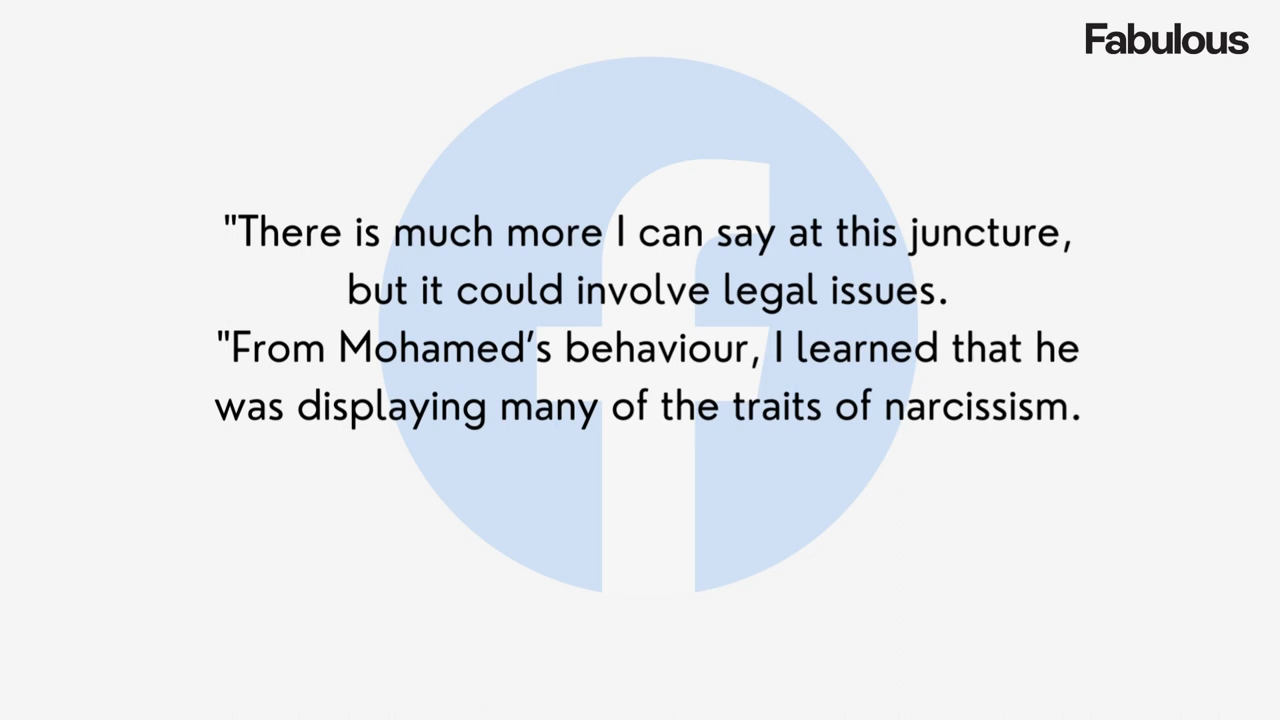 Fabulous
"There is much more I can say at this juncture,
but it could involve legal issues.
"From Mohamed’s behaviour, I learned that he
was displaying many of the traits of narcissism.